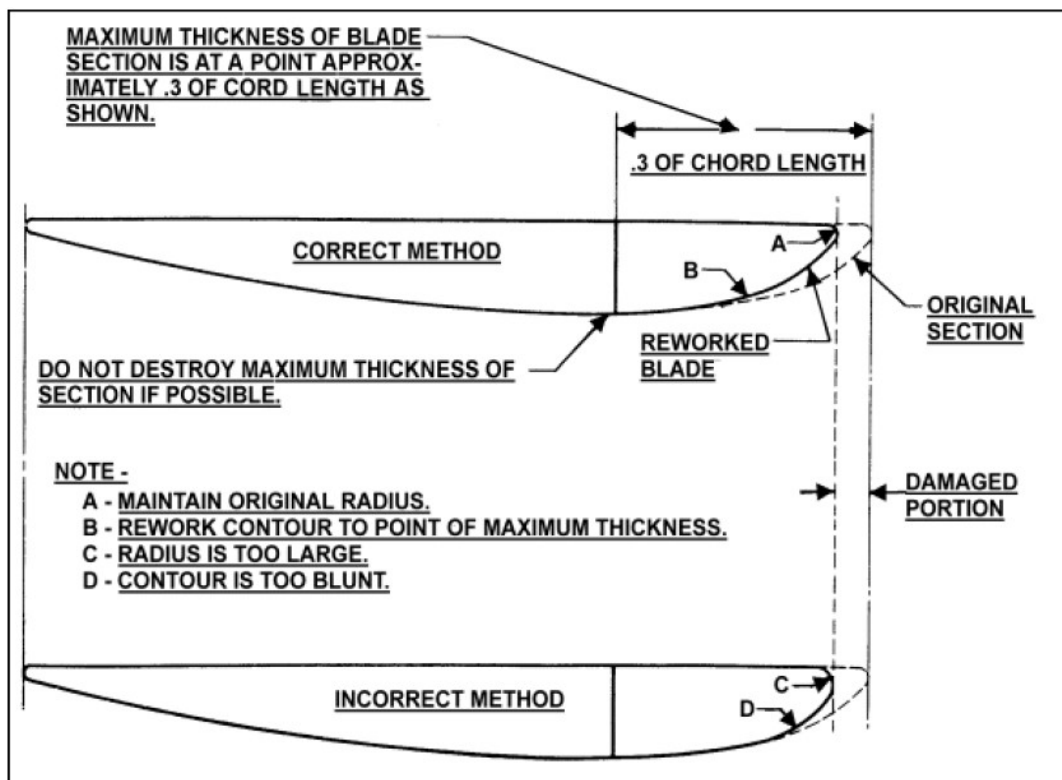 MAXIMUM THICKNESS OF BLADE
SECTION IS AT A POINT APPROX-
IMATELY .3 OF CORD LENGTH AS
SHOWN.
.3 OF CHORD LENGTH
CORRECT METHOD
A
B
ORIGINAL
SECTION
REWORKED
BLADE
DO NOT DESTROY MAXIMUM THICKNESS OF
SECTION IF POSSIBLE.
NOTE -
A - MAINTAIN ORIGINAL RADIUS.
B - REWORK CONTOUR TO POINT OF MAXIMUM THICKNESS.
C - RADIUS IS TOO LARGE.
D - CONTOUR IS TOO BLUNT.
DAMAGED
PORTION
INCORRECT METHOD
C
D